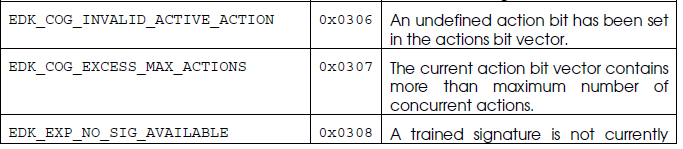 EDK_COG_INVALID_ACTIVE_ACTION 0x0306 An undefined action bit has been set
in the actions bit vector.
EDK_COG_EXCESS_MAX_ACTIONS 0x0307 The current action bit vector contains
more than maximum number of
concurrent actions.
EDK_EXP_NO_SIG_AVAILABLE 0x0308 A trained signature is not currently